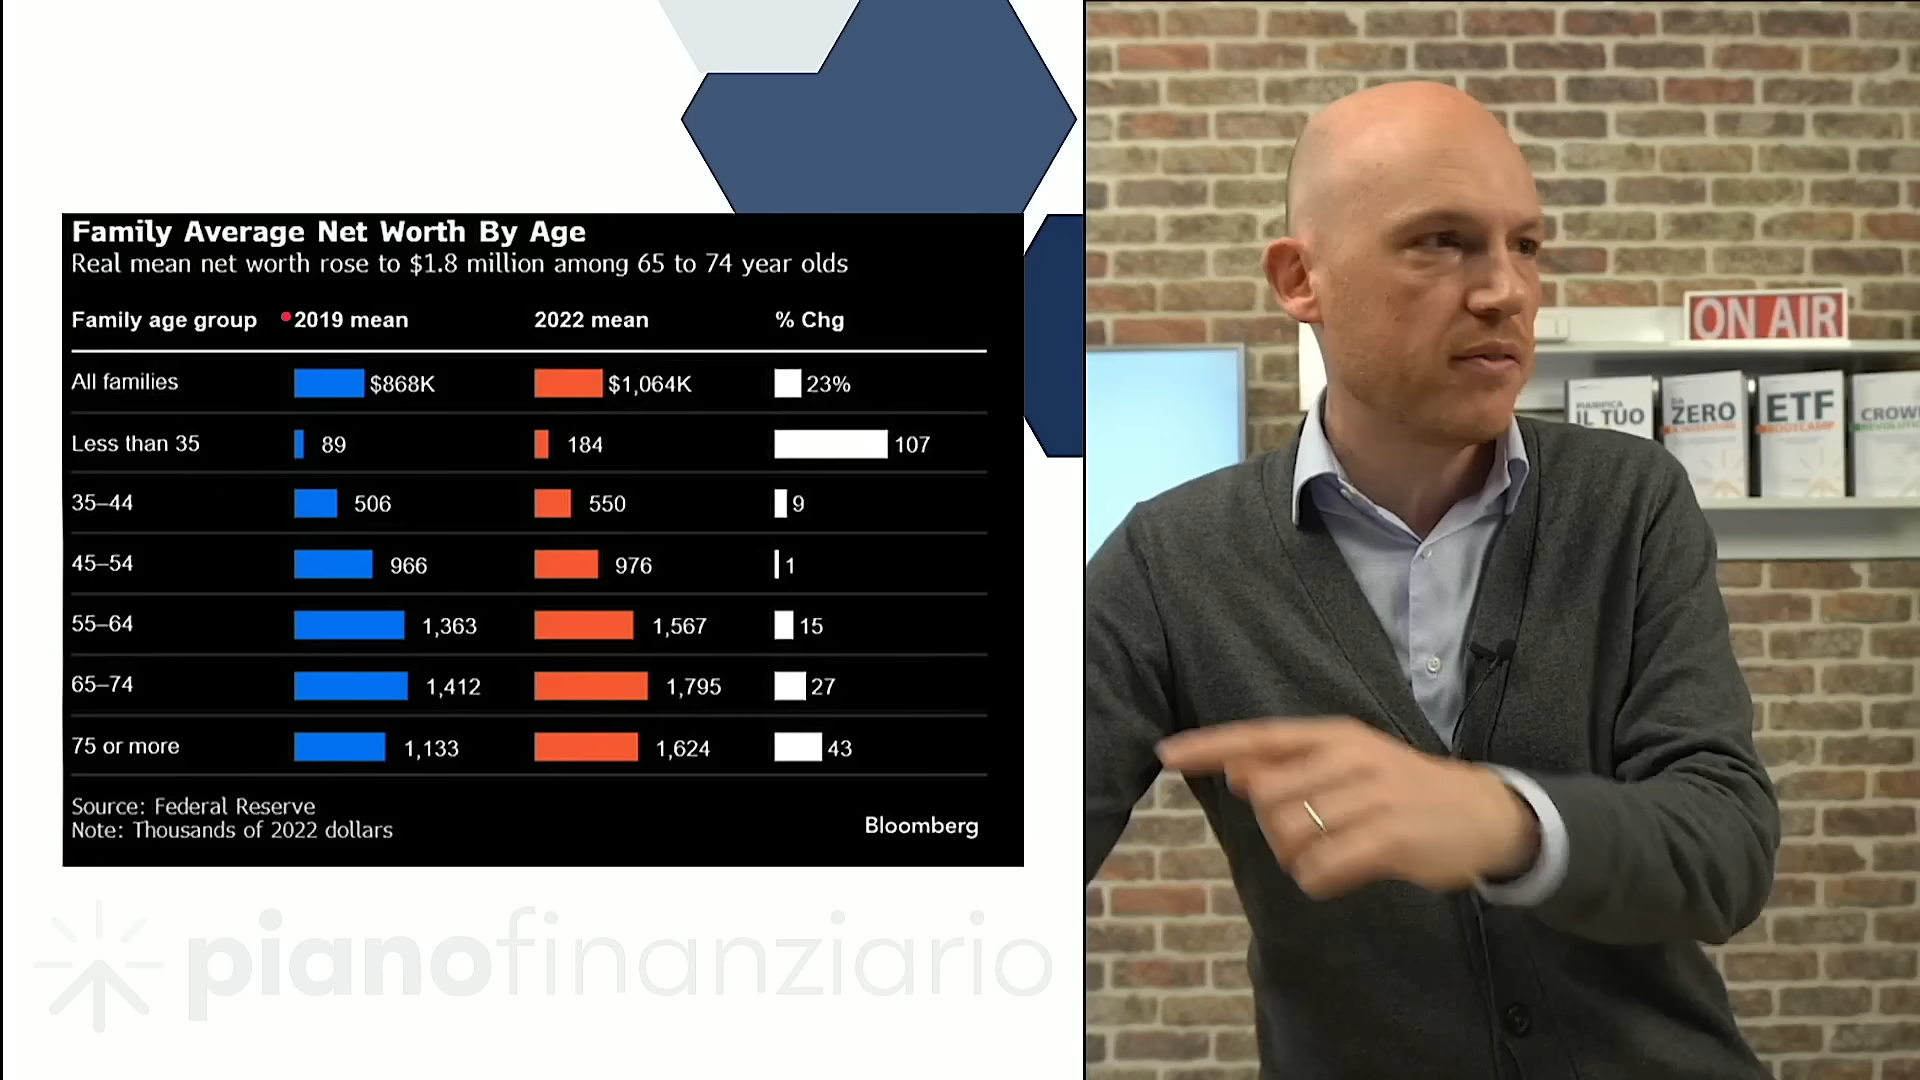 Family Average Net Worth By Age
Real mean net worth rose to $1.8 million among 65 to 74 year olds
Family age group 2019 mean 2022 mean % Chg
All families $868K $1,064K 23%
Less than 35 89 184 107
35–44 506 550 9
45–54 966 976 1
55–64 1,363 1,567 15
65–74 1,412 1,795 27
75 or more 1,133 1,624 43
Source: Federal Reserve
Note: Thousands of 2022 dollars
Bloomberg
pianofinanziario
ON AIR
PIANIFICA
IL TUO
DA
ZERO
ETF
BOOTCAMP
CROWD